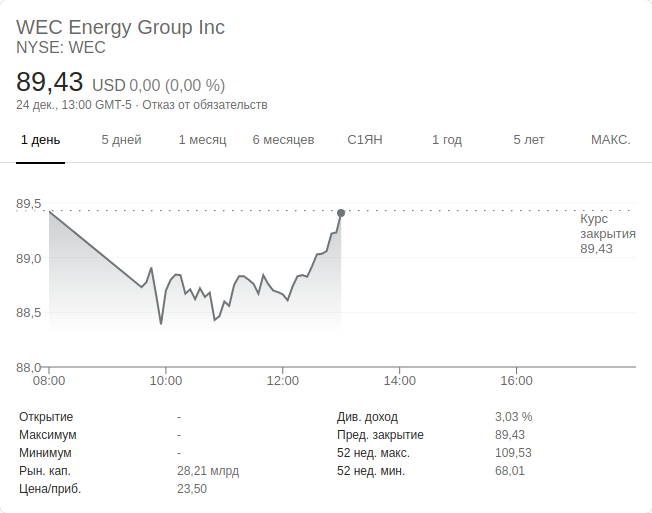 WEC Energy Group Inc
NYSE: WEC
89,43 USD 0,00 (0,00 %)
24 дек., 13:00 GMT-5 · Отказ от обязательств
1 день 5 дней 1 месяц 6 месяцев С1ЯН 1 год 5 лет МАКС.
89,5
Курс
закрытия
89,43
89,0
88,5
88,0
08:00 10:00 12:00 14:00 16:00
Открытие - Див. доход 3,03 %
Максимум - Пред. закрытие 89,43
Минимум - 52 нед. макс. 109,53
Рын. кап. 28,21 млрд 52 нед. мин. 68,01
Цена/приб. 23,50